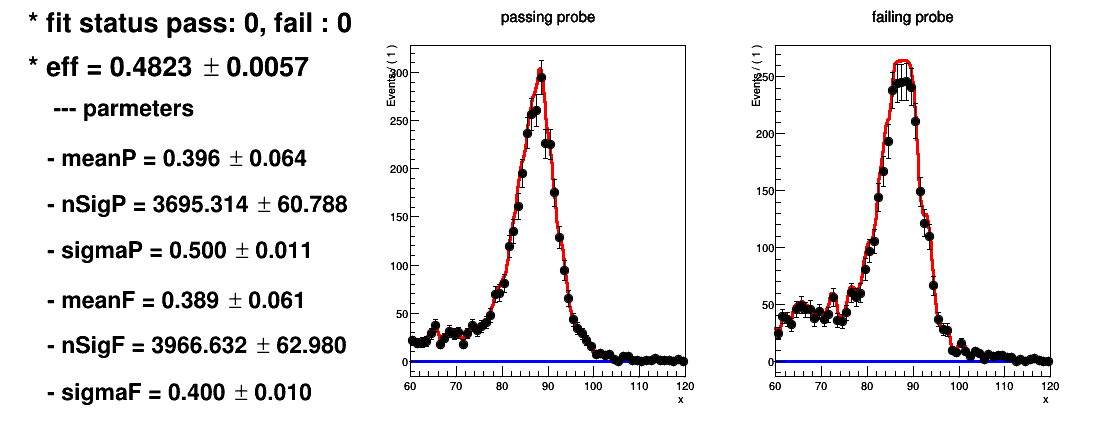 * fit status pass: 0, fail : 0
* eff = 0.4823 ± 0.0057
--- parmeters
- meanP = 0.396 ± 0.064
- nSigP = 3695.314 ± 60.788
- sigmaP = 0.500 ± 0.011
- meanF = 0.389 ± 0.061
- nSigF = 3966.632 ± 62.980
- sigmaF = 0.400 ± 0.010
passing probe
Events / ( 1 )
300
250
200
150
100
50
0
60 70 80 90 100 110 120
x
failing probe
Events / ( 1 )
250
200
150
100
50
0
60 70 80 90 100 110 120
x